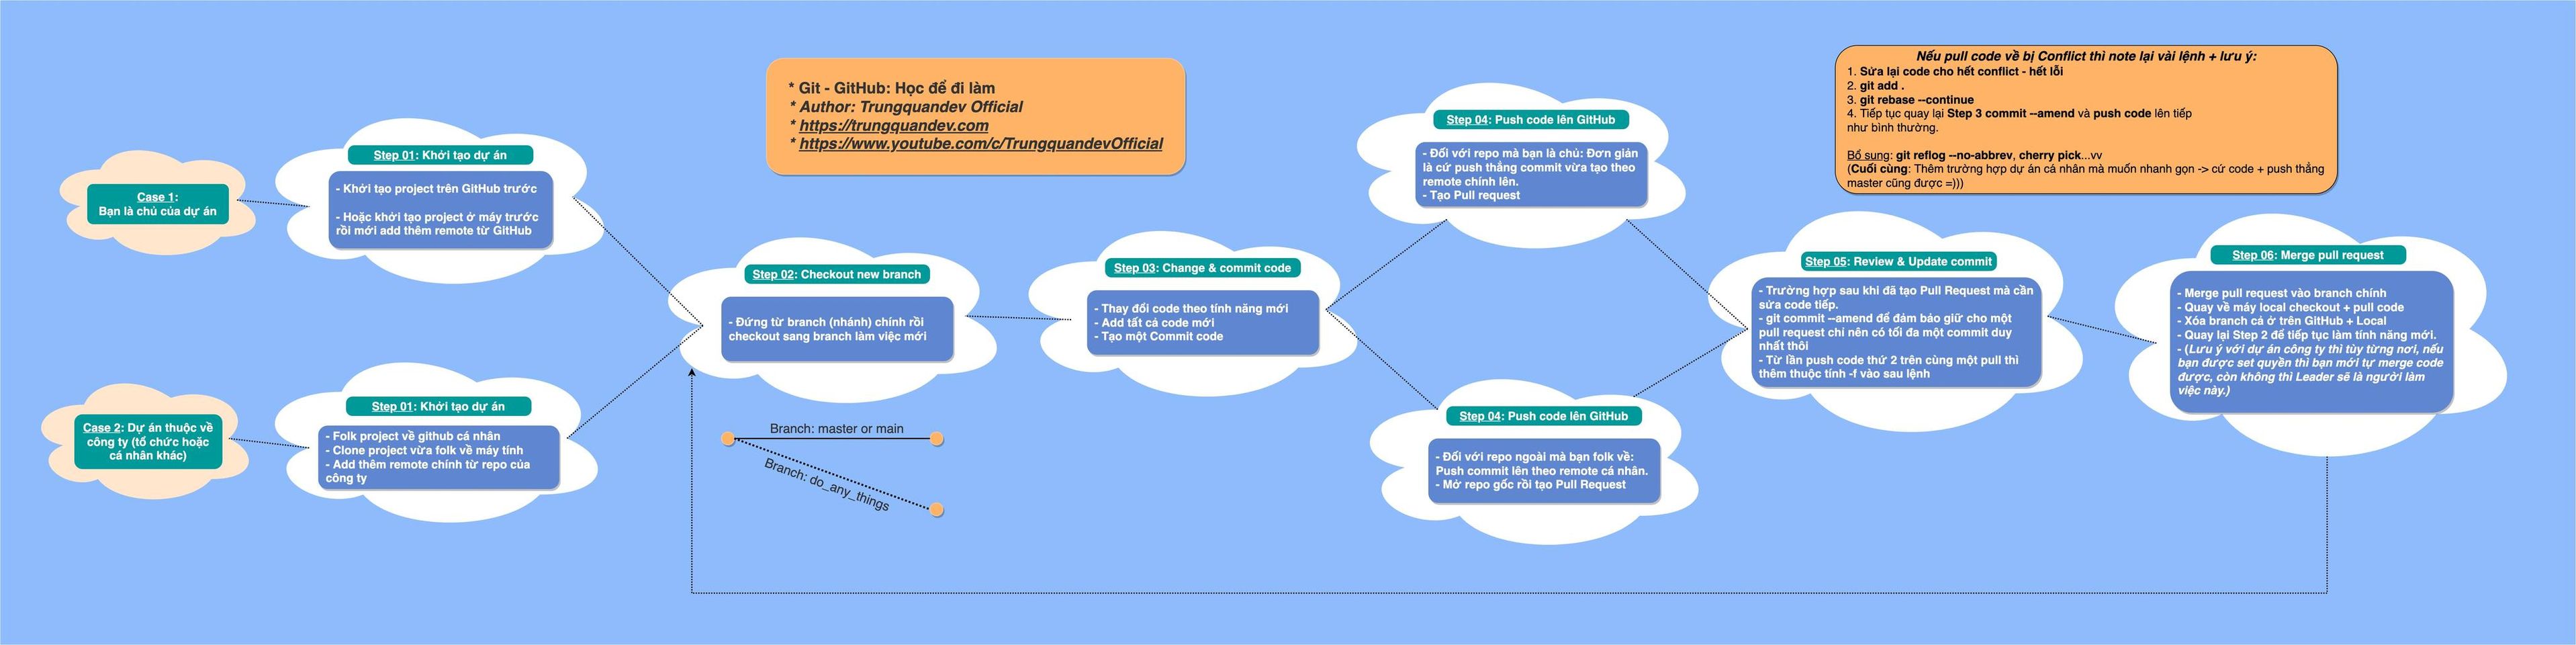 * Git - GitHub: Học để đi làm
* Author: Trungquandev Official
* https://trungquandev.com
* https://www.youtube.com/c/TrungquandevOfficial
Nếu pull code về bị Conflict thì note lại vài lệnh + lưu ý:
1. Sửa lại code cho hết conflict - hết lỗi
2. git add .
3. git rebase --continue
4. Tiếp tục quay lại Step 3 commit --amend và push code lên tiếp
như bình thường.
Bổ sung: git reflog --no-abbrev, cherry pick...vv
(Cuối cùng: Thêm trường hợp dự án cá nhân mà muốn nhanh gọn -> cứ code + push thẳng
master cũng được =)))
Case 1:
Bạn là chủ của dự án
Step 01: Khởi tạo dự án
- Khởi tạo project trên GitHub trước
- Hoặc khởi tạo project ở máy trước
rồi mới add thêm remote từ GitHub
Case 2: Dự án thuộc về
công ty (tổ chức hoặc
cá nhân khác)
Step 01: Khởi tạo dự án
- Folk project về github cá nhân
- Clone project vừa folk về máy tính
- Add thêm remote chính từ repo của
công ty
Step 02: Checkout new branch
- Đứng từ branch (nhánh) chính rồi
checkout sang branch làm việc mới
Branch: master or main
Branch: do_any_things
Step 03: Change & commit code
- Thay đổi code theo tính năng mới
- Add tất cả code mới
- Tạo một Commit code
Step 04: Push code lên GitHub
- Đối với repo mà bạn là chủ: Đơn giản
là cứ push thẳng commit vừa tạo theo
remote chính lên.
- Tạo Pull request
Step 04: Push code lên GitHub
- Đối với repo ngoài mà bạn folk về:
Push commit lên theo remote cá nhân.
- Mở repo gốc rồi tạo Pull Request
Step 05: Review & Update commit
- Trường hợp sau khi đã tạo Pull Request mà cần
sửa code tiếp.
- git commit --amend để đảm bảo giữ cho một
pull request chỉ nên có tối đa một commit duy
nhất thôi
- Từ lần push code thứ 2 trên cùng một pull thì
thêm thuộc tính -f vào sau lệnh
Step 06: Merge pull request
- Merge pull request vào branch chính
- Quay về máy local checkout + pull code
- Xóa branch cả ở trên GitHub + Local
- Quay lại Step 2 để tiếp tục làm tính năng mới.
- (Lưu ý với dự án công ty thì tùy từng nơi, nếu
bạn được set quyền thì bạn mới tự merge code
được, còn không thì Leader sẽ là người làm
việc này.)